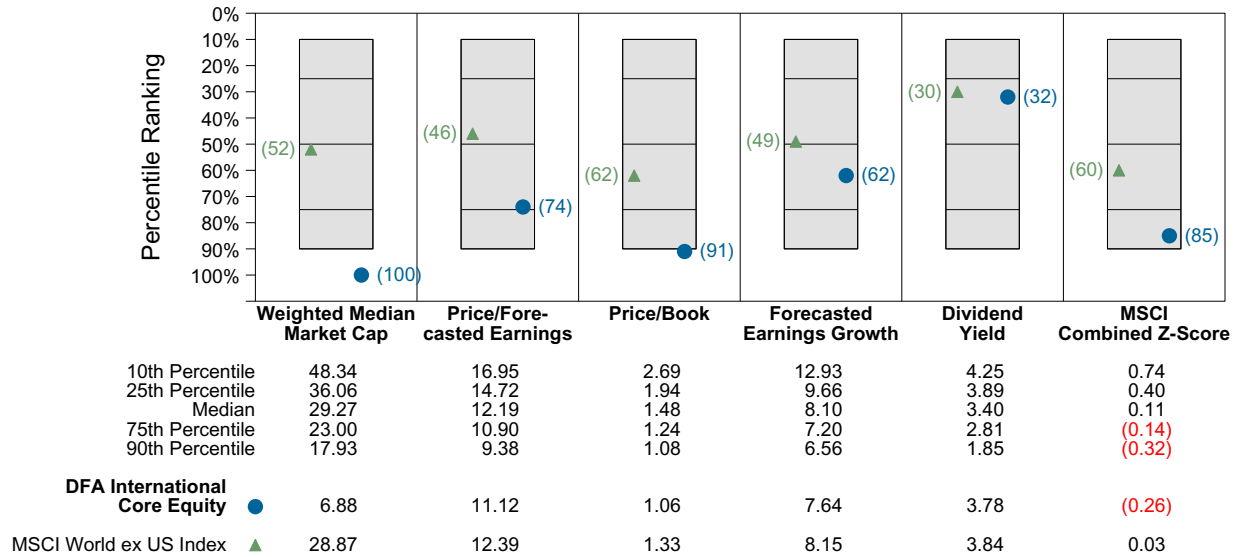 Percentile Ranking
0%
10%
20%
30%
40%
50%
60%
70%
80%
90%
100%
(52)
(100)
(46)
(74)
(62)
(91)
(49)
(62)
(30)
(32)
(60)
(85)
Weighted Median Market Cap
Price/Fore-casted Earnings
Price/Book
Forecasted Earnings Growth
Dividend Yield
MSCI Combined Z-Score
10th Percentile 48.34 16.95 2.69 12.93 4.25 0.74
25th Percentile 36.06 14.72 1.94 9.66 3.89 0.40
Median 29.27 12.19 1.48 8.10 3.40 0.11
75th Percentile 23.00 10.90 1.24 7.20 2.81 (0.14)
90th Percentile 17.93 9.38 1.08 6.56 1.85 (0.32)
DFA International
Core Equity 6.88 11.12 1.06 7.64 3.78 (0.26)
MSCI World ex US Index 28.87 12.39 1.33 8.15 3.84 0.03